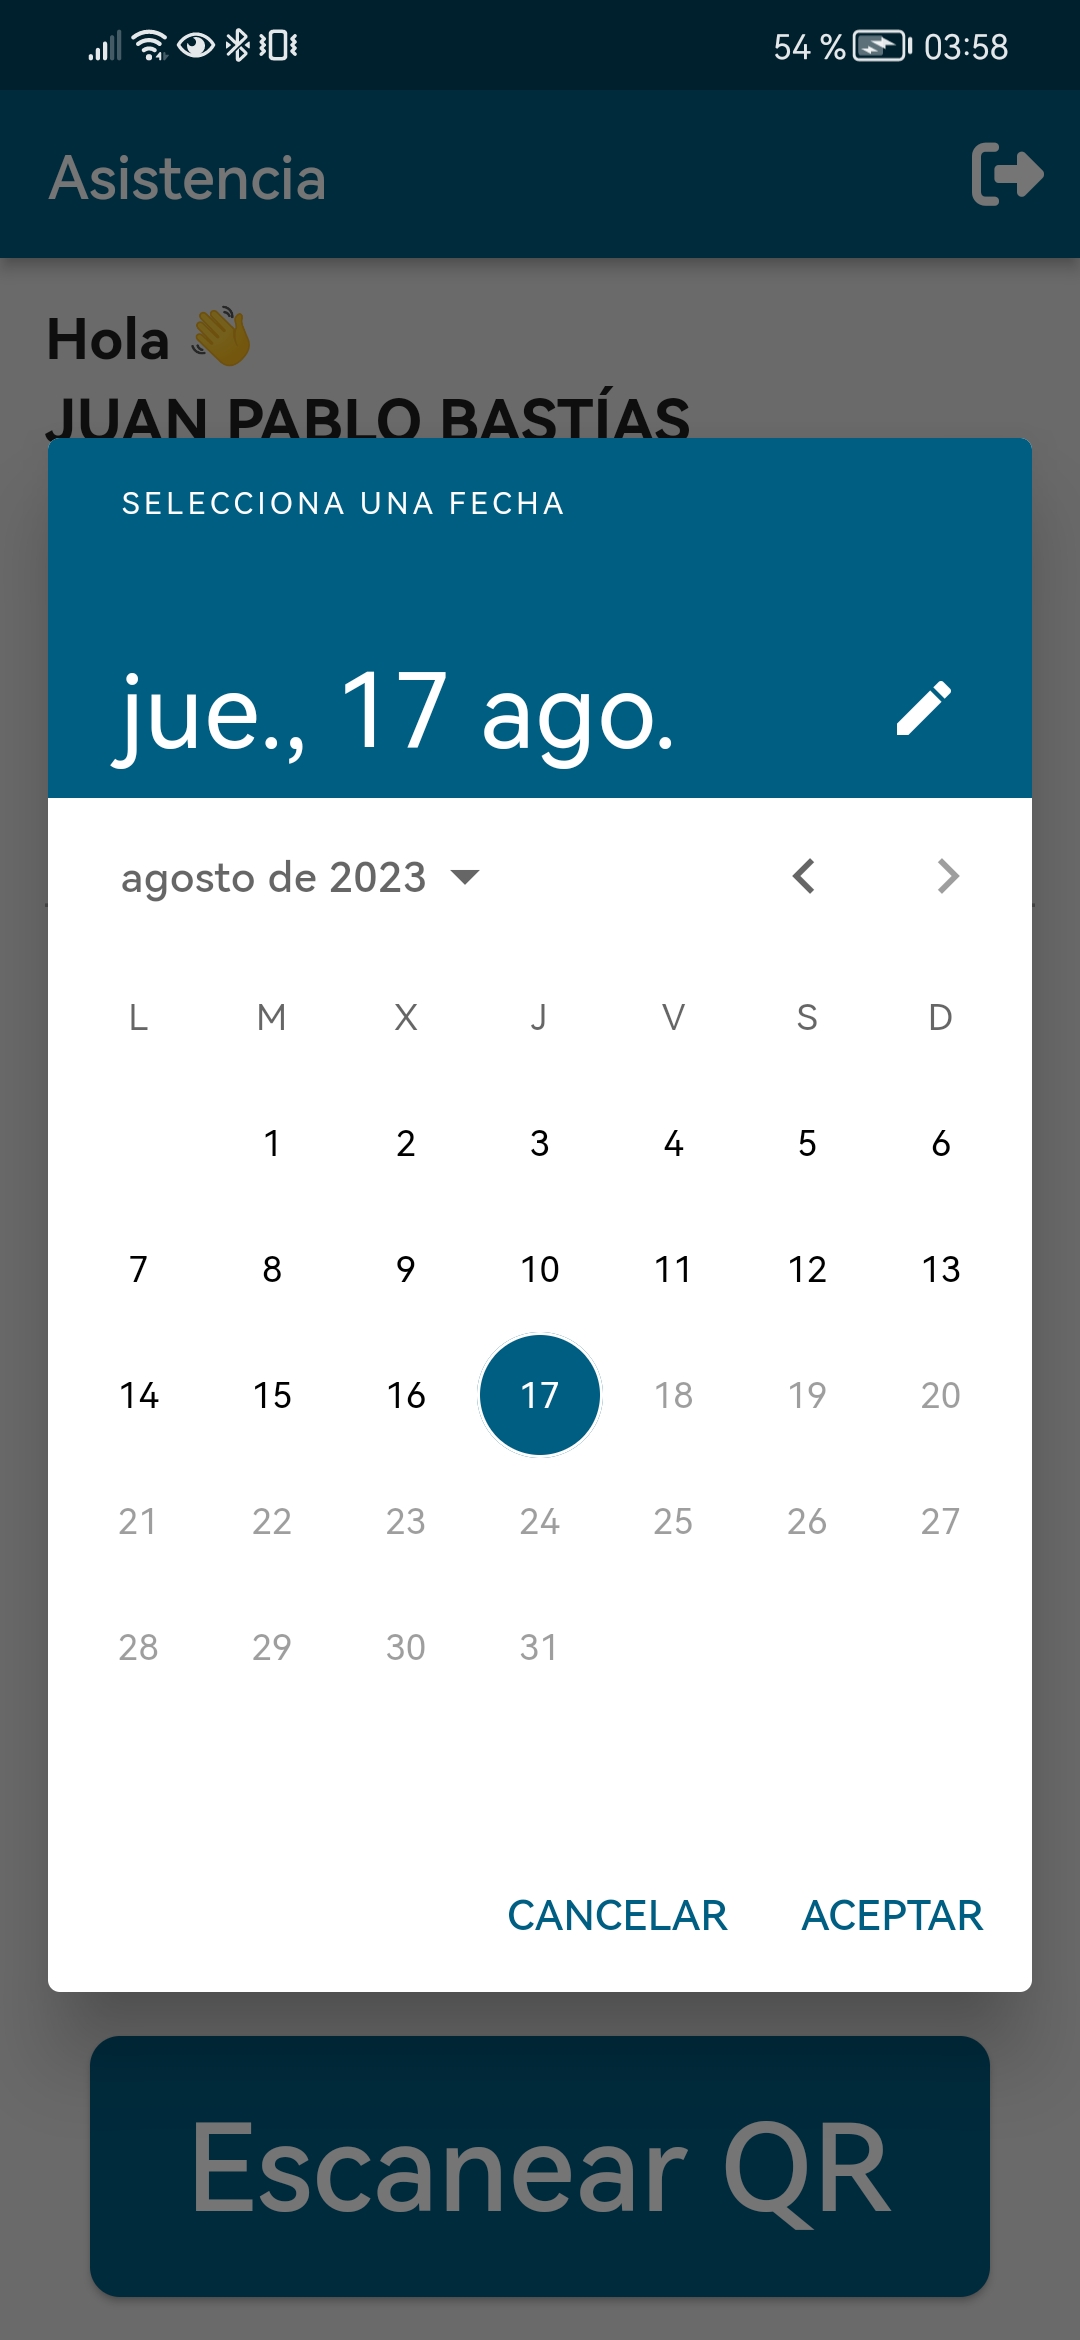 54 % 03:58
Asistencia
Hola 👋
JUAN PABLO BASTÍAS
SELECCIONA UNA FECHA
jue., 17 ago.
agosto de 2023
L M X J V S D
1 2 3 4 5 6
7 8 9 10 11 12 13
14 15 16 17 18 19 20
21 22 23 24 25 26 27
28 29 30 31
CANCELAR ACEPTAR
Escanear QR